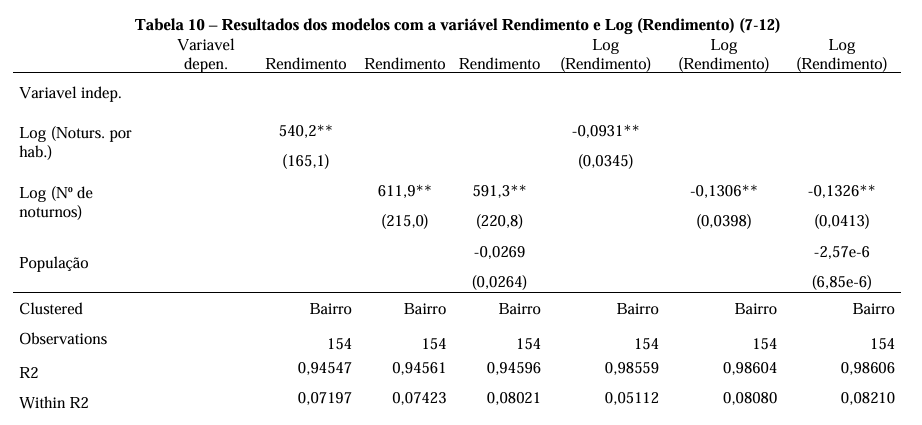 Tabela 10 – Resultados dos modelos com a variável Rendimento e Log (Rendimento) (7-12)
Variavel depen. Rendimento Rendimento Rendimento Log (Rendimento) Log (Rendimento) Log (Rendimento)
Variavel indep.
Log (Noturs. por hab.) 540,2** -0,0931**
(165,1) (0,0345)
Log (Nº de noturnos) 611,9** 591,3** -0,1306** -0,1326**
(215,0) (220,8) (0,0398) (0,0413)
População -0,0269 -2,57e-6
(0,0264) (6,85e-6)
Clustered Bairro Bairro Bairro Bairro Bairro Bairro
Observations 154 154 154 154 154 154
R2 0,94547 0,94561 0,94596 0,98559 0,98604 0,98606
Within R2 0,07197 0,07423 0,08021 0,05112 0,08080 0,08210